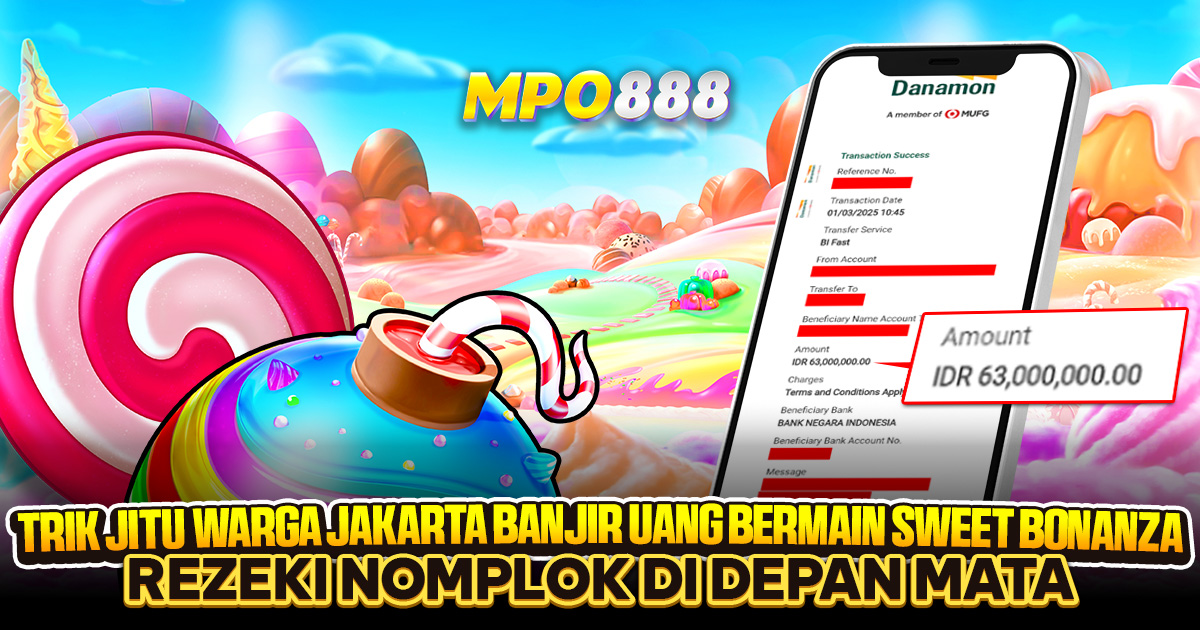 MPO888
Danamon
A member of MUFG
Transaction Success
Reference No.
Transaction Date
01/03/2025 10:45
Transfer Service
BI Fast
From Account
Transfer To
Beneficiary Name Account
Amount
IDR 63,000,000.00
Amount
IDR 63,000,000.00
Charges
Terms and Conditions Apply
Beneficiary Bank
BANK NEGARA INDONESIA
Beneficiary Bank Account No.
Message
TRIK JITU WARGA JAKARTA BANJIR UANG BERMAIN SWEET BONANZA
REZEKI NOMPLOK DI DEPAN MATA